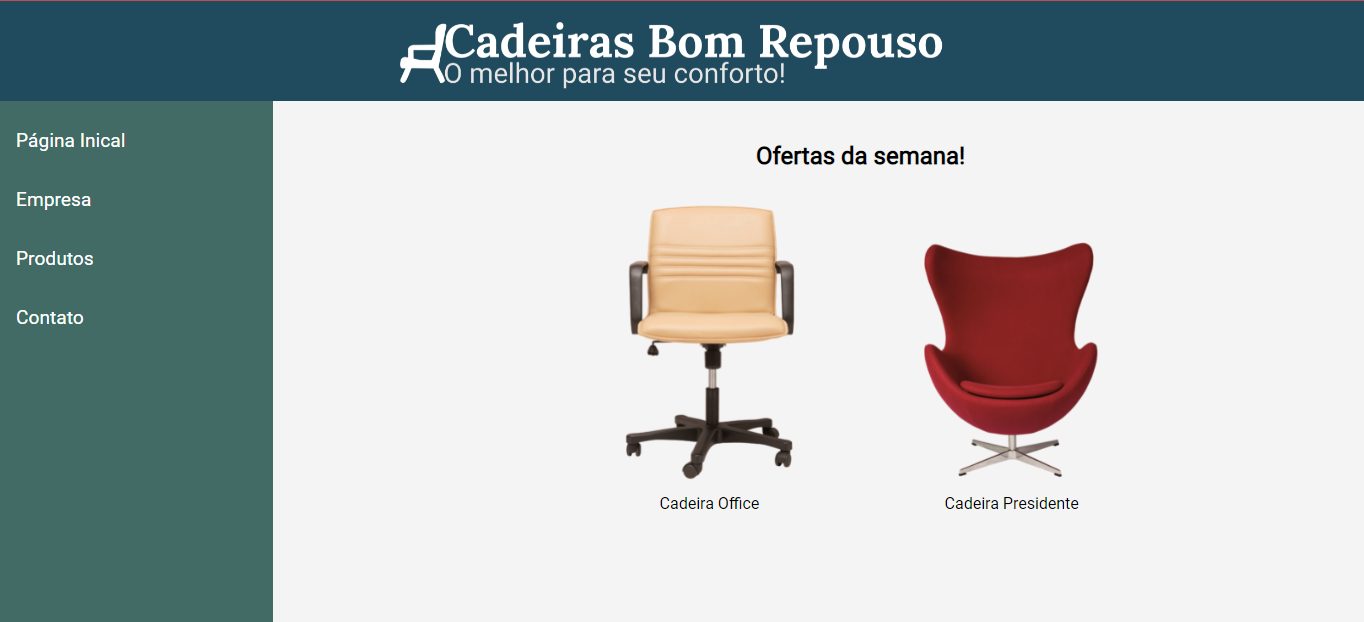 Cadeiras Bom Repouso
O melhor para seu conforto!
Página Inical
Empresa
Produtos
Contato
Ofertas da semana!
Cadeira Office
Cadeira Presidente